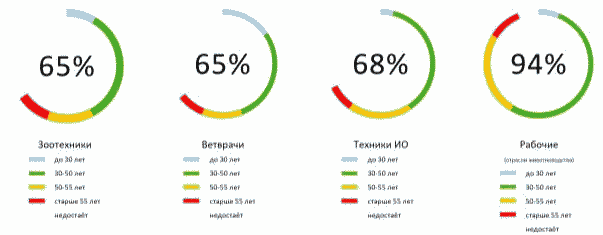 65%
Зоотехники
до 30 лет
30-50 лет
50-55 лет
старше 55 лет
недостаёт
65%
Ветврачи
до 30 лет
30-50 лет
50-55 лет
старше 55 лет
недостаёт
68%
Техники ИО
до 30 лет
30-50 лет
50-55 лет
старше 55 лет
недостаёт
94%
Рабочие
(отрасли животноводства)
до 30 лет
30-50 лет
50-55 лет
старше 55 лет
недостаёт